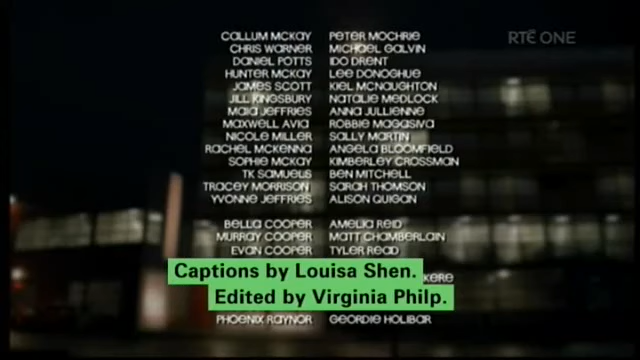 RTÉ ONE
CALLUM MCKAY PETER MOCHRIE
CHRIS WARNER MICHAEL GALVIN
DANIEL POTTS IDO DRENT
HUNTER MCKAY LEE DONOGHUE
JAMES SCOTT KIEL MCNAUGHTON
JILL KINGSBURY NATALIE MEDLOCK
MAIA JEFFRIES ANNA JULLIENNE
MAXWELL AVIA ROBBIE MAGASIVA
NICOLE MILLER SALLY MARTIN
RACHEL MCKENNA ANGELA BLOOMFIELD
SOPHIE MCKAY KIMBERLEY CROSSMAN
TK SAMUELS BEN MITCHELL
TRACEY MORRISON SARAH THOMSON
YVONNE JEFFRIES ALISON QUIGAN
BELLA COOPER AMELIA REID
MURRAY COOPER MATT CHAMBERLAIN
EVAN COOPER TYLER READ
Captions by Louisa Shen.
Edited by Virginia Philp.
PHOENIX RAYNOR GEORDIE HOLIBAR